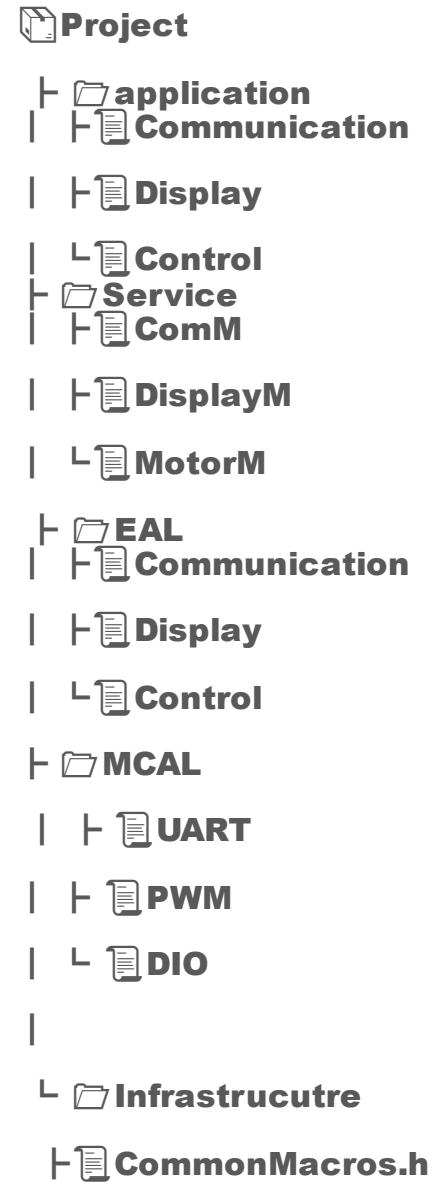 📦Project
├ 📁application
│ ├📜Communication
│ ├📜Display
│ └📜Control
├ 📁Service
│ ├📜ComM
│ ├📜DisplayM
│ └📜MotorM
├ 📁EAL
│ ├📜Communication
│ ├📜Display
│ └📜Control
├ 📁MCAL
│ ├ 📜UART
│ ├ 📜PWM
│ └ 📜DIO
│
└ 📁Infrastrucutre
├📜CommonMacros.h